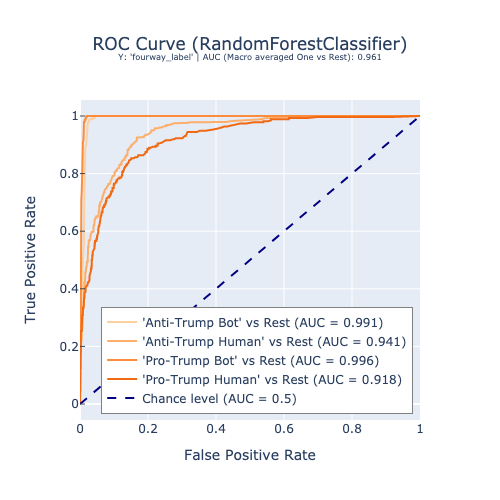 ROC Curve (RandomForestClassifier)
Y: 'fourway_label' | AUC (Macro averaged One vs Rest): 0.961
True Positive Rate
1
0.8
0.6
0.4
0.2
0
'Anti-Trump Bot' vs Rest (AUC = 0.991)
'Anti-Trump Human' vs Rest (AUC = 0.941)
'Pro-Trump Bot' vs Rest (AUC = 0.996)
'Pro-Trump Human' vs Rest (AUC = 0.918)
Chance level (AUC = 0.5)
0 0.2 0.4 0.6 0.8 1
False Positive Rate